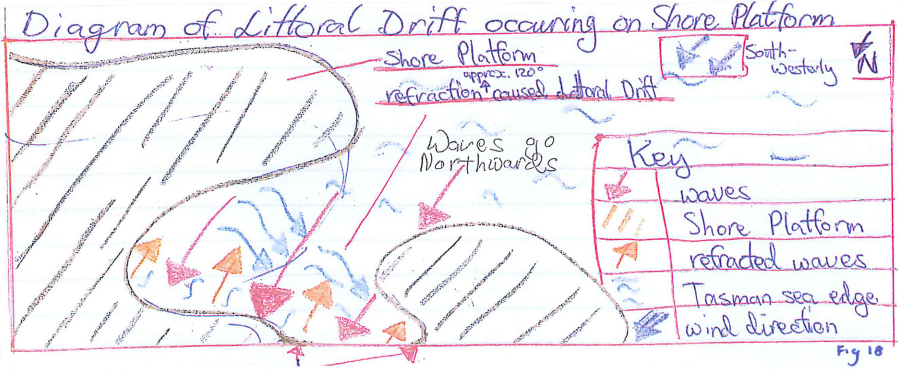 Diagram of Littoral Drift occuring on Shore Platform
Shore Platform
approx. 120°
refraction caused Littoral Drift
South-
Westerly
N
Waves go
Northwards
Key
waves
Shore Platform
refracted waves
Tasman sea edge
wind direction
Fig 18